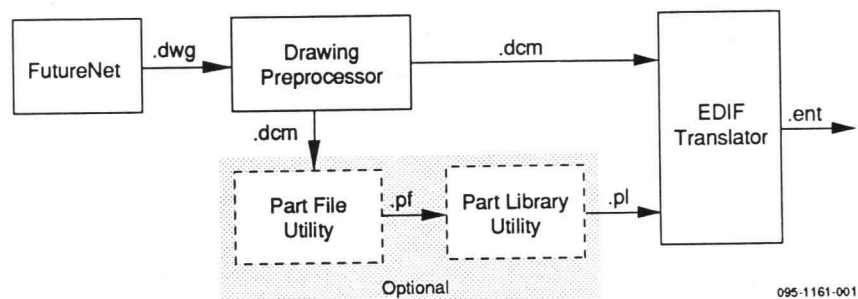 .dwg
FutureNet
Drawing
Preprocessor
.dcm
.dcm
EDIF
Translator
.ent
Part File
Utility
.pf
Part Library
Utility
.pl
Optional
095-1161-001